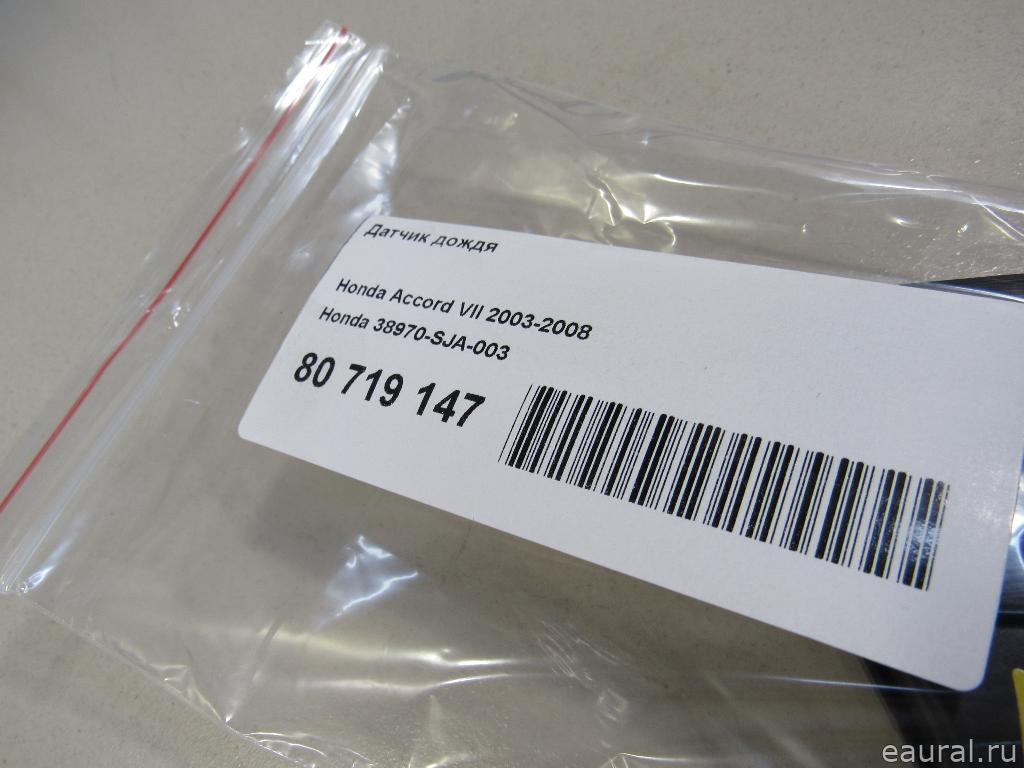 Датчик дождя
Honda Accord VII 2003-2008
Honda 38970-SJA-003
80 719 147
eaural.ru